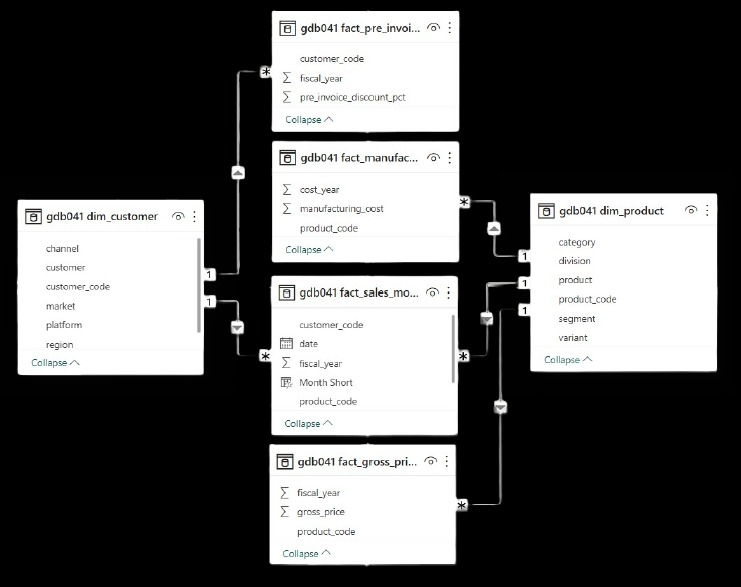 gdb041 fact_pre_invoi...
customer_code
fiscal_year
pre_invoice_discount_pct
Collapse
gdb041 fact_manufac...
cost_year
manufacturing_cost
product_code
Collapse
gdb041 dim_customer
channel
customer
customer_code
market
platform
region
Collapse
gdb041 dim_product
category
division
product
product_code
segment
variant
Collapse
gdb041 fact_sales_mo...
customer_code
date
fiscal_year
Month Short
product_code
Collapse
gdb041 fact_gross_pri...
fiscal_year
gross_price
product_code
Collapse
*
1
1
*
*
*
*
1
1
1